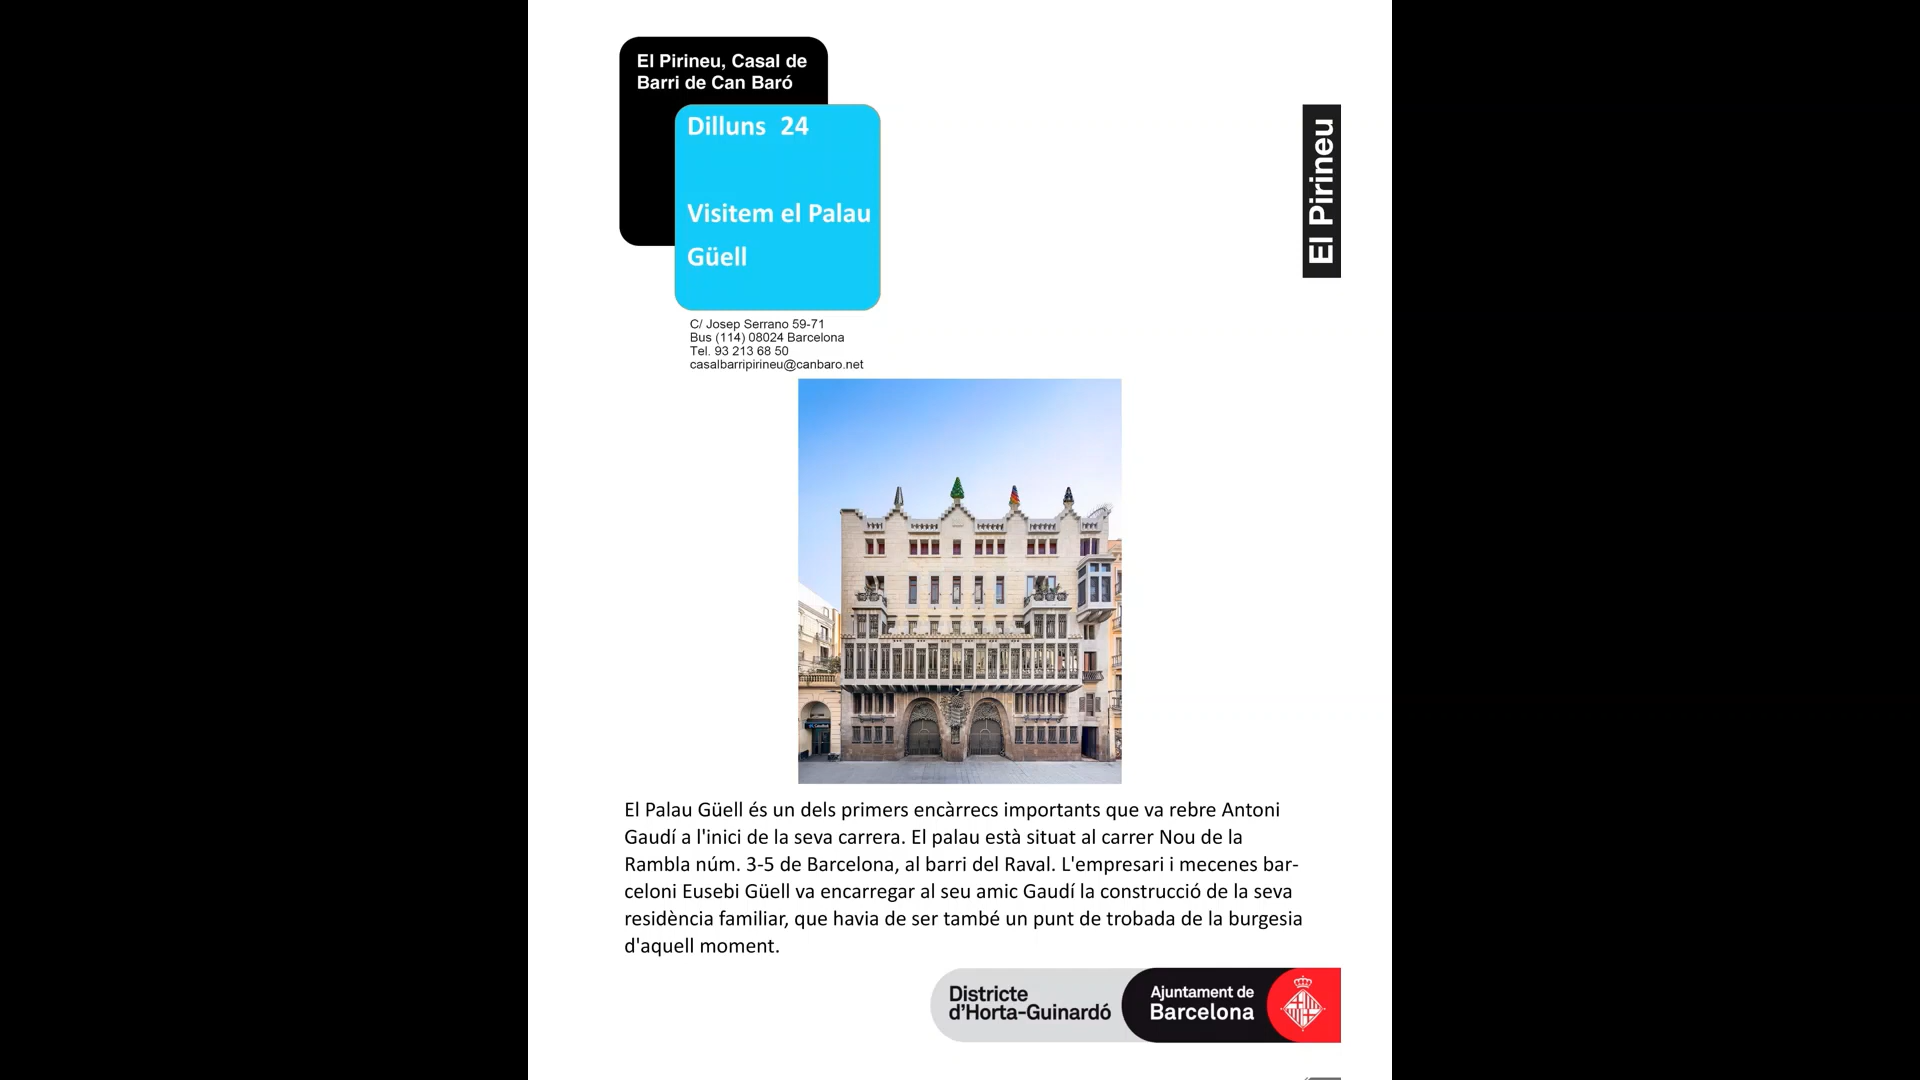 El Pirineu, Casal de
Barri de Can Baró
Dilluns 24
Visitem el Palau
Güell
El Pirineu
C/ Josep Serrano 59-71
Bus (114) 08024 Barcelona
Tel. 93 213 68 50
casalbarripirineu@canbaro.net
El Palau Güell és un dels primers encàrrecs importants que va rebre Antoni
Gaudí a l'inici de la seva carrera. El palau està situat al carrer Nou de la
Rambla núm. 3-5 de Barcelona, al barri del Raval. L'empresari i mecenes bar-
celoni Eusebi Güell va encarregar al seu amic Gaudí la construcció de la seva
residència familiar, que havia de ser també un punt de trobada de la burgesia
d'aquell moment.
Districte
d'Horta-Guinardó
Ajuntament de
Barcelona